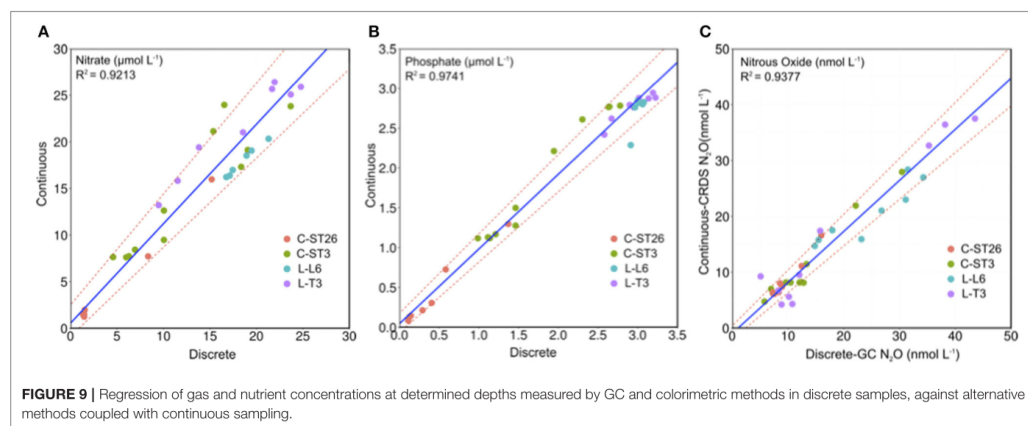 A
Nitrate (µmol L⁻¹)
R² = 0.9213
Continuous
30
25
20
15
10
5
0
0 5 10 15 20 25 30
Discrete
C-ST26
C-ST3
L-L6
L-T3
B
Phosphate (µmol L⁻¹)
R² = 0.9741
Continuous
3.5
3.0
2.5
2.0
1.5
1.0
0.5
0.0
0.0 0.5 1.0 1.5 2.0 2.5 3.0 3.5
Discrete
C-ST26
C-ST3
L-L6
L-T3
C
Nitrous Oxide (nmol L⁻¹)
R² = 0.9377
Continuous-CRDS N₂O(nmol L⁻¹)
50
40
30
20
10
0
0 10 20 30 40 50
Discrete-GC N₂O (nmol L⁻¹)
C-ST26
C-ST3
L-L6
L-T3
FIGURE 9 | Regression of gas and nutrient concentrations at determined depths measured by GC and colorimetric methods in discrete samples, against alternative
methods coupled with continuous sampling.